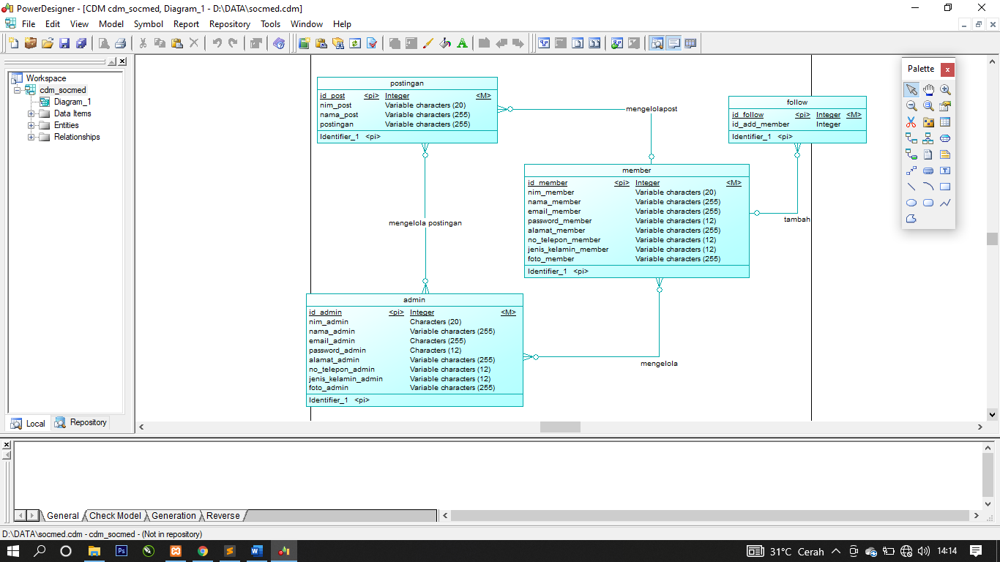 PowerDesigner - [CDM cdm_socmed, Diagram_1 - D:\DATA\socmed.cdm]
File Edit View Model Symbol Report Repository Tools Window Help
Workspace
cdm_socmed
Diagram_1
Data Items
Entities
Relationships
Local Repository
postingan
id_post <pi> Integer <M>
nim_post Variable characters (20)
nama_post Variable characters (255)
postingan Variable characters (255)
Identifier_1 <pi>
mengelolapost
follow
id_follow <pi> Integer <M>
id_add_member Integer
Identifier_1 <pi>
member
id_member <pi> Integer <M>
nim_member Variable characters (20)
nama_member Variable characters (255)
email_member Variable characters (255)
password_member Variable characters (12)
alamat_member Variable characters (255)
no_telepon_member Variable characters (12)
jenis_kelamin_member Variable characters (12)
foto_member Variable characters (255)
Identifier_1 <pi>
tambah
mengelola postingan
admin
id_admin <pi> Integer <M>
nim_admin Characters (20)
nama_admin Variable characters (255)
email_admin Characters (255)
password_admin Characters (12)
alamat_admin Variable characters (255)
no_telepon_admin Variable characters (12)
jenis_kelamin_admin Variable characters (12)
foto_admin Variable characters (255)
Identifier_1 <pi>
mengelola
Palette
General Check Model Generation Reverse
D:\DATA\socmed.cdm - cdm_socmed - (Not in repository)
Ps
31°C Cerah 14:14